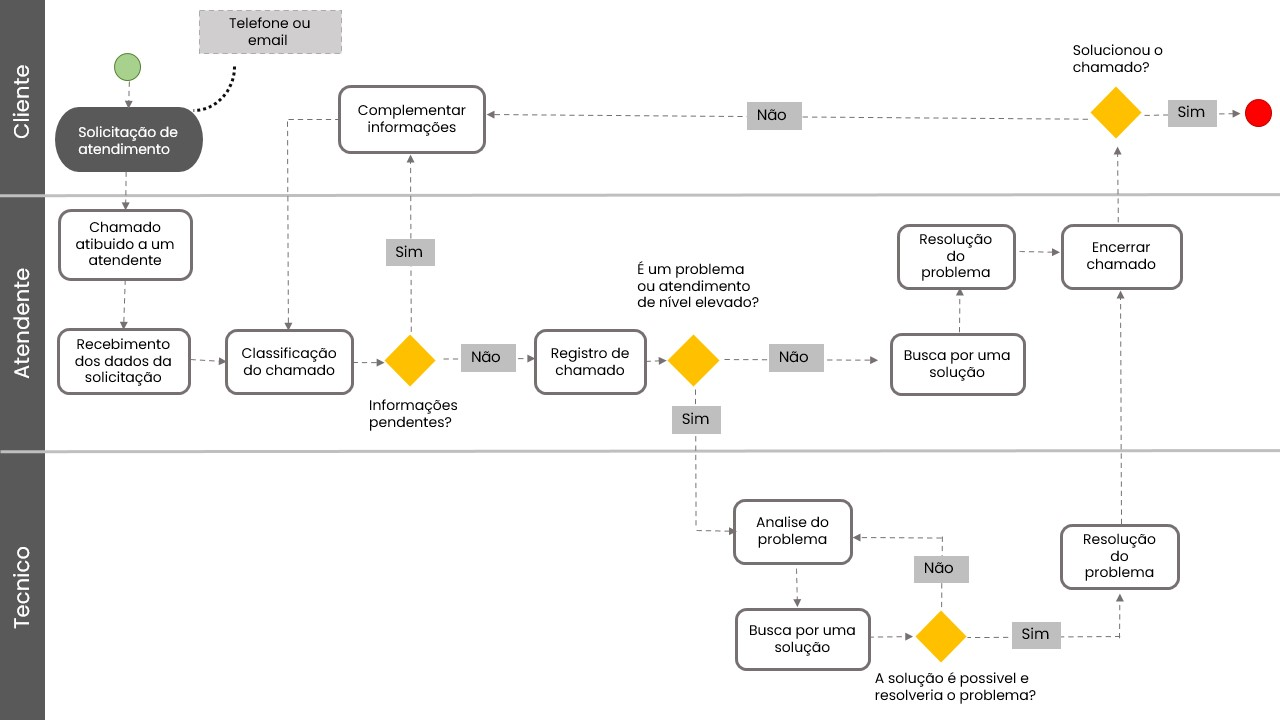 Cliente
Telefone ou
email
Solicitação de
atendimento
Complementar
informações
Não
Solucionou o
chamado?
Sim
Atendente
Chamado
atibuido a um
atendente
Recebimento
dos dados da
solicitação
Classificação
do chamado
Sim
Informações
pendentes?
Não
Registro de
chamado
É um problema
ou atendimento
de nível elevado?
Não
Sim
Busca por uma
solução
Resolução
do
problema
Encerrar
chamado
Tecnico
Analise do
problema
Busca por uma
solução
Não
A solução é possivel e
resolveria o problema?
Sim
Resolução
do
problema